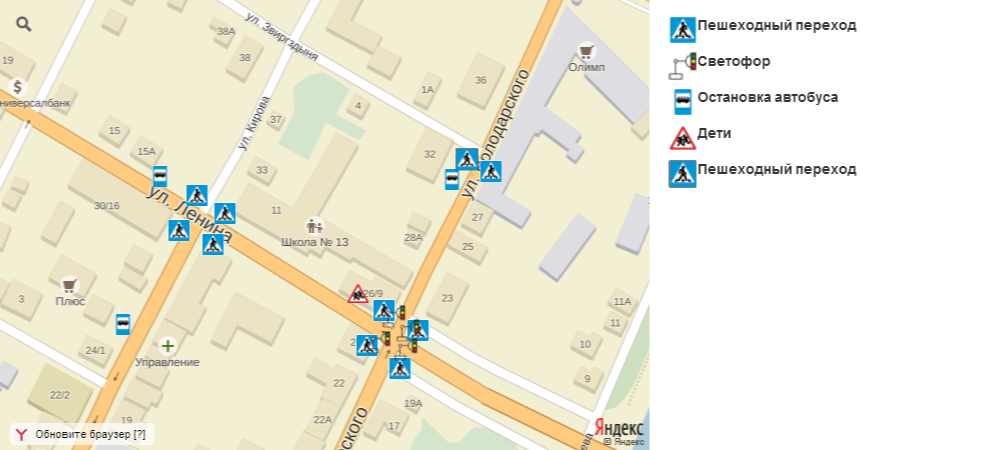 Пешеходный переход
Светофор
Остановка автобуса
Дети
Пешеходный переход
ул. Звиргздыня
38А
38
19
ниверсалбанк
ул. Кирова
Олимп
36
1А
4
37
ул. Володарского
15
15А
32
33
30/16
ул. Ленина
11
Школа № 13
28А
27
25
26/9
23
Плюс
3
11А
11
10
9
24/1
Управление
22
22/2
19
22А
19А
17
ского
ева
Обновите браузер [?]
Яндекс
© Яндекс